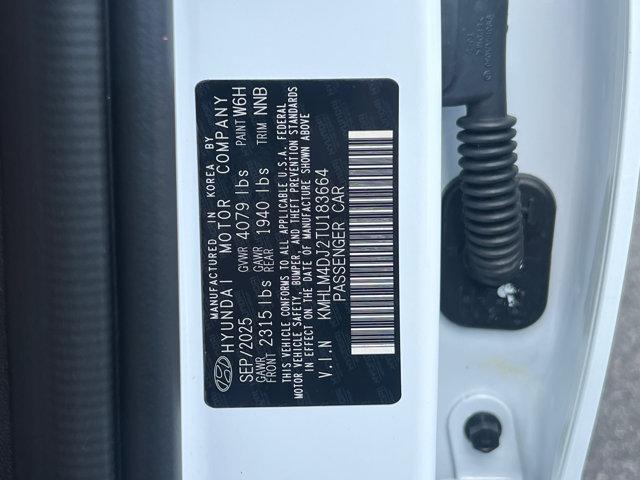 MANUFACTURED IN KOREA BY
HYUNDAI MOTOR COMPANY
SEP/2025 GVWR 4079 lbs PAINT W6H
GAWR FRONT 2315 lbs GAWR REAR 1940 lbs TRIM NNB
THIS VEHICLE CONFORMS TO ALL APPLICABLE U.S.A. FEDERAL
MOTOR VEHICLE SAFETY, BUMPER, AND THEFT PREVENTION STANDARDS
IN EFFECT ON THE DATE OF MANUFACTURE SHOWN ABOVE
V.I.N KMHLM4DJ2TU183664
PASSENGER CAR